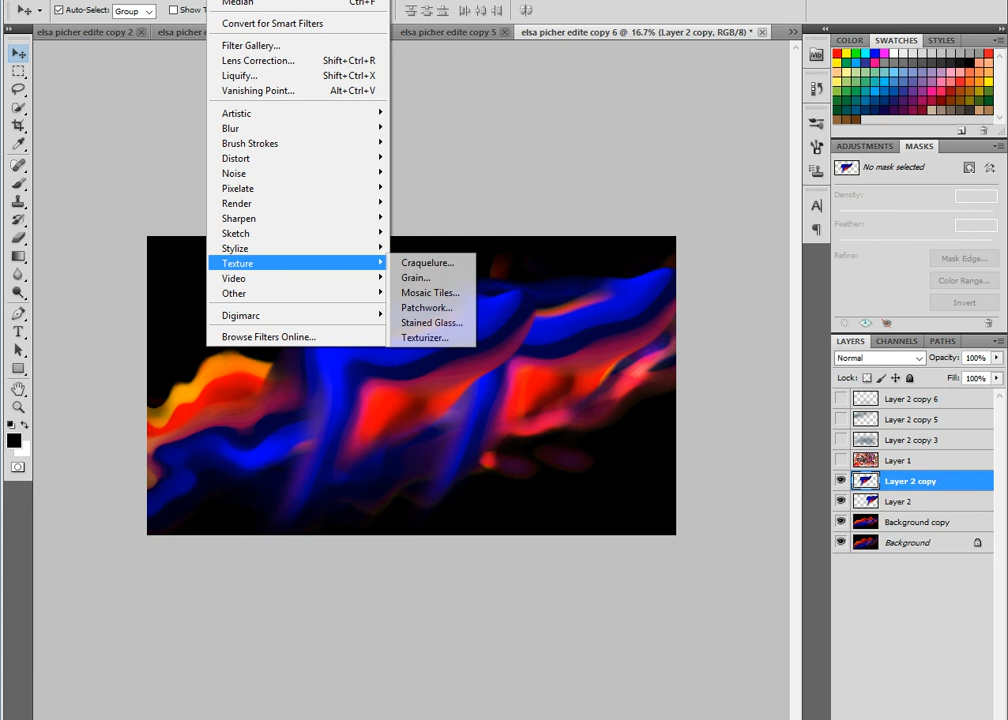 Median Ctrl+F
Auto-Select: Group Show T
elsa picher edite copy 2 elsa picher ed elsa picher edite copy 5 elsa picher edite copy 6 @ 16.7% (Layer 2 copy, RGB/8) *
Convert for Smart Filters
Filter Gallery...
Lens Correction... Shift+Ctrl+R
Liquify... Shift+Ctrl+X
Vanishing Point... Alt+Ctrl+V
Artistic
Blur
Brush Strokes
Distort
Noise
Pixelate
Render
Sharpen
Sketch
Stylize
Texture
Video
Other
Digimarc
Browse Filters Online...
Craquelure...
Grain...
Mosaic Tiles...
Patchwork...
Stained Glass...
Texturizer...
COLOR SWATCHES STYLES
ADJUSTMENTS MASKS
No mask selected
Density:
Feather:
Refine: Mask Edge...
Color Range...
Invert
LAYERS CHANNELS PATHS
Normal Opacity: 100%
Lock: Fill: 100%
Layer 2 copy 6
Layer 2 copy 5
Layer 2 copy 3
Layer 1
Layer 2 copy
Layer 2
Background copy
Background